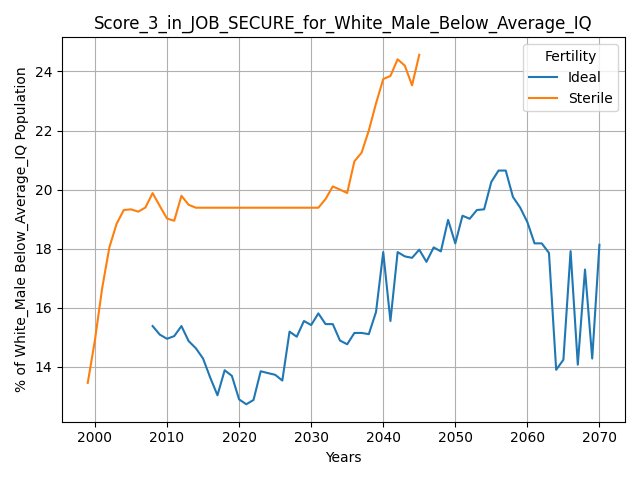 Score_3_in_JOB_SECURE_for_White_Male_Below_Average_IQ
% of White_Male Below_Average_IQ Population
24
22
20
18
16
14
Fertility
Ideal
Sterile
2000 2010 2020 2030 2040 2050 2060 2070
Years